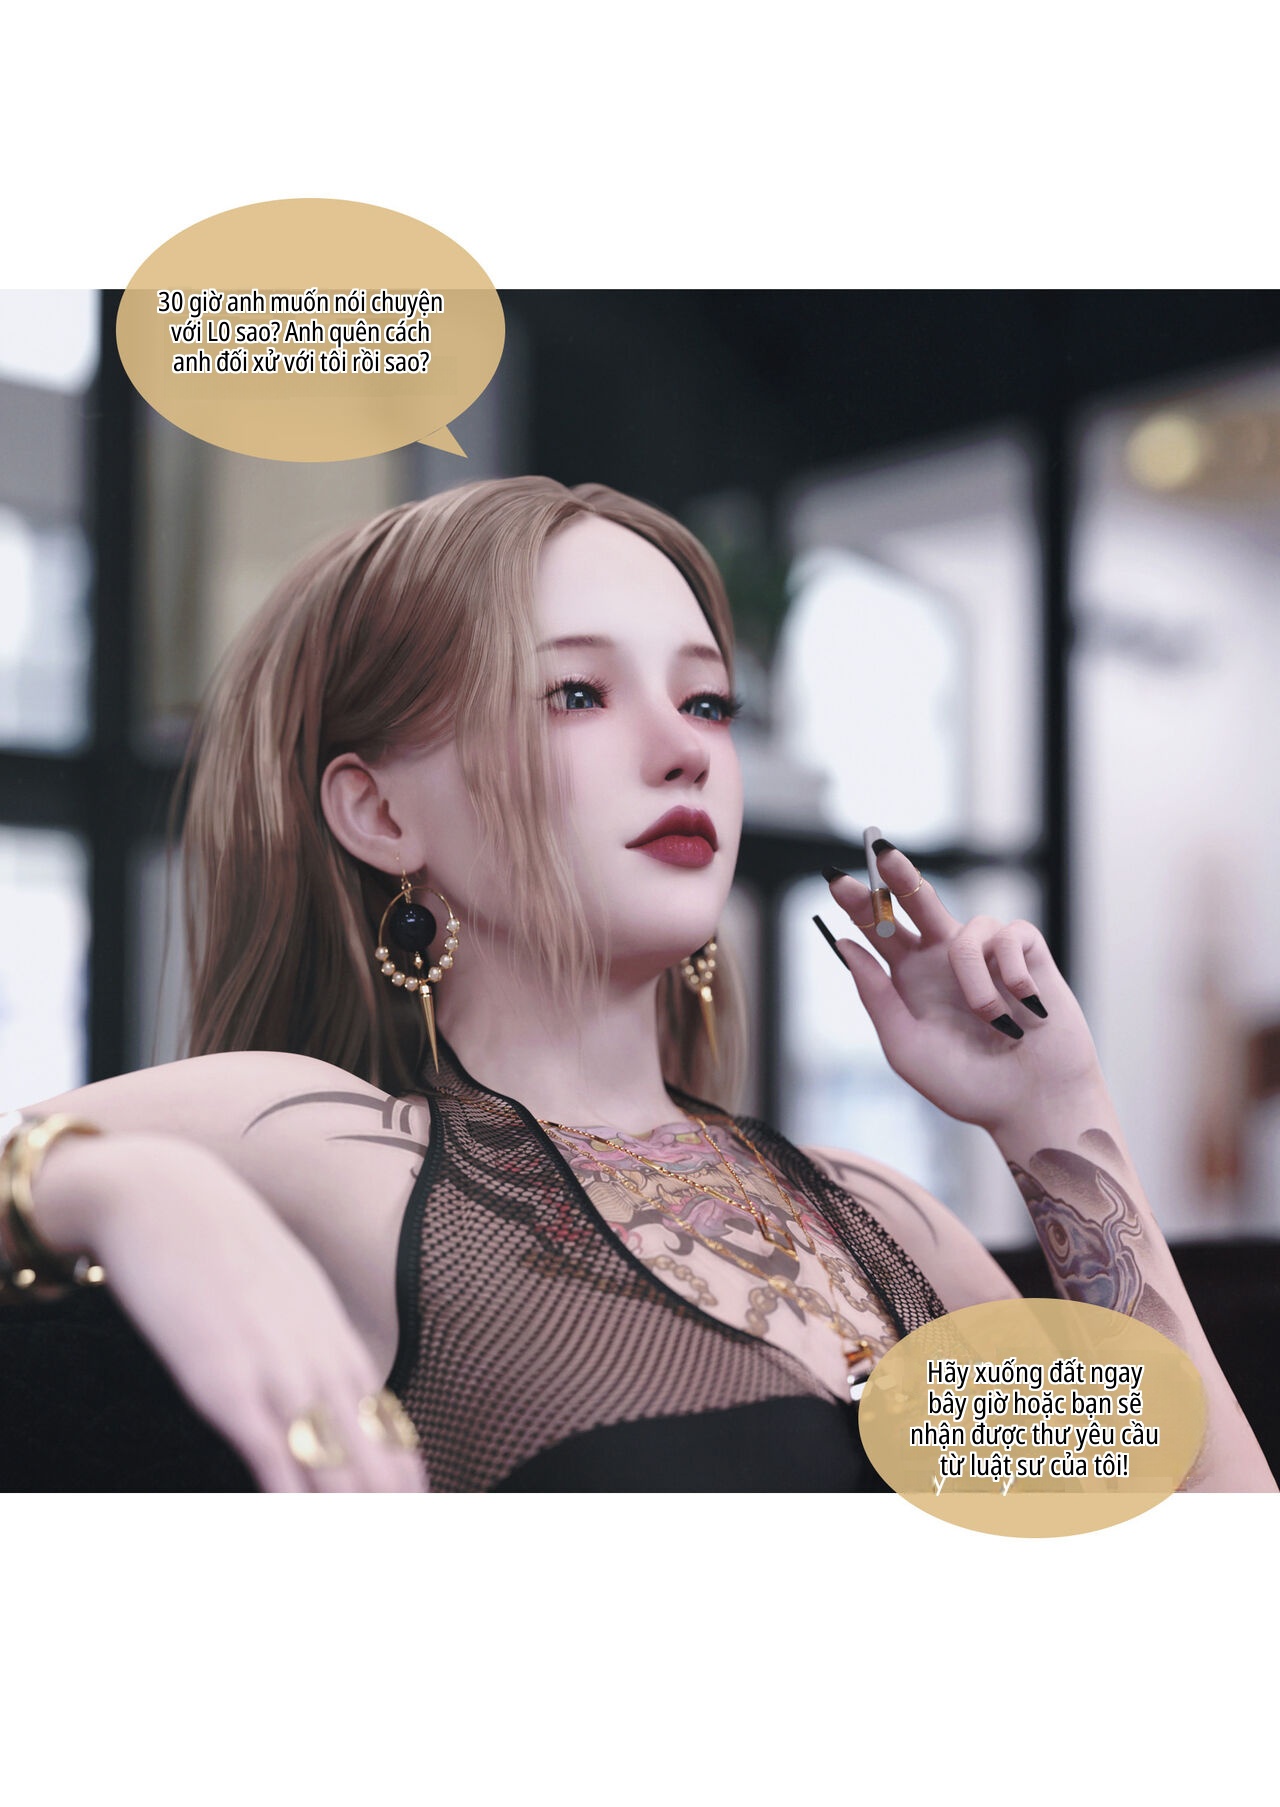 30 giờ anh muốn nói chuyện
với L0 sao? Anh quên cách
anh đối xử với tôi rồi sao?
Hãy xuống đất ngay
bây giờ hoặc bạn sẽ
nhận được thư yêu cầu
từ luật sư của tôi!